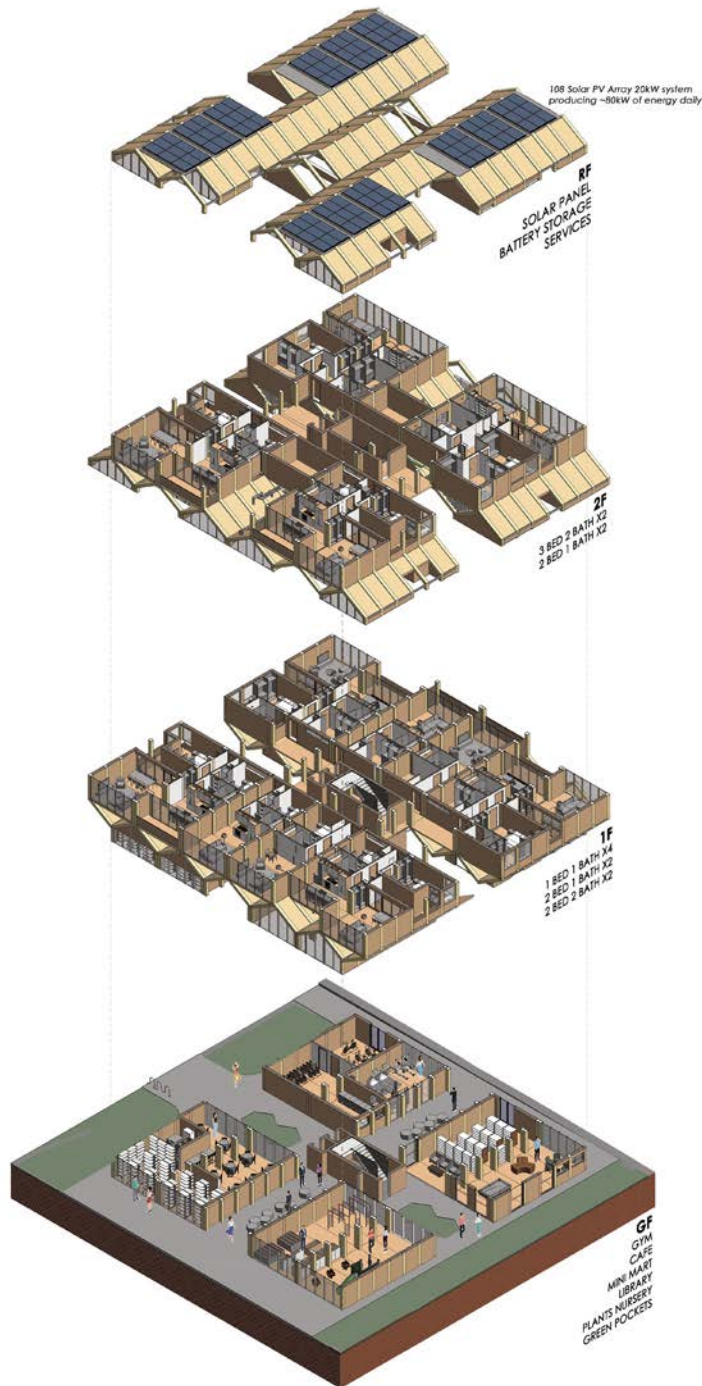 108 Solar PV Array 20kW system
producing ~80kW of energy daily
RF
SOLAR PANEL
BATTERY STORAGE
SERVICES
2F
3 BED 2 BATH X2
2 BED 1 BATH X2
1F
1 BED 1 BATH X4
2 BED 1 BATH X2
2 BED 2 BATH X2
GF
GYM
CAFE
MINI MART
LIBRARY
PLANTS NURSERY
GREEN POCKETS